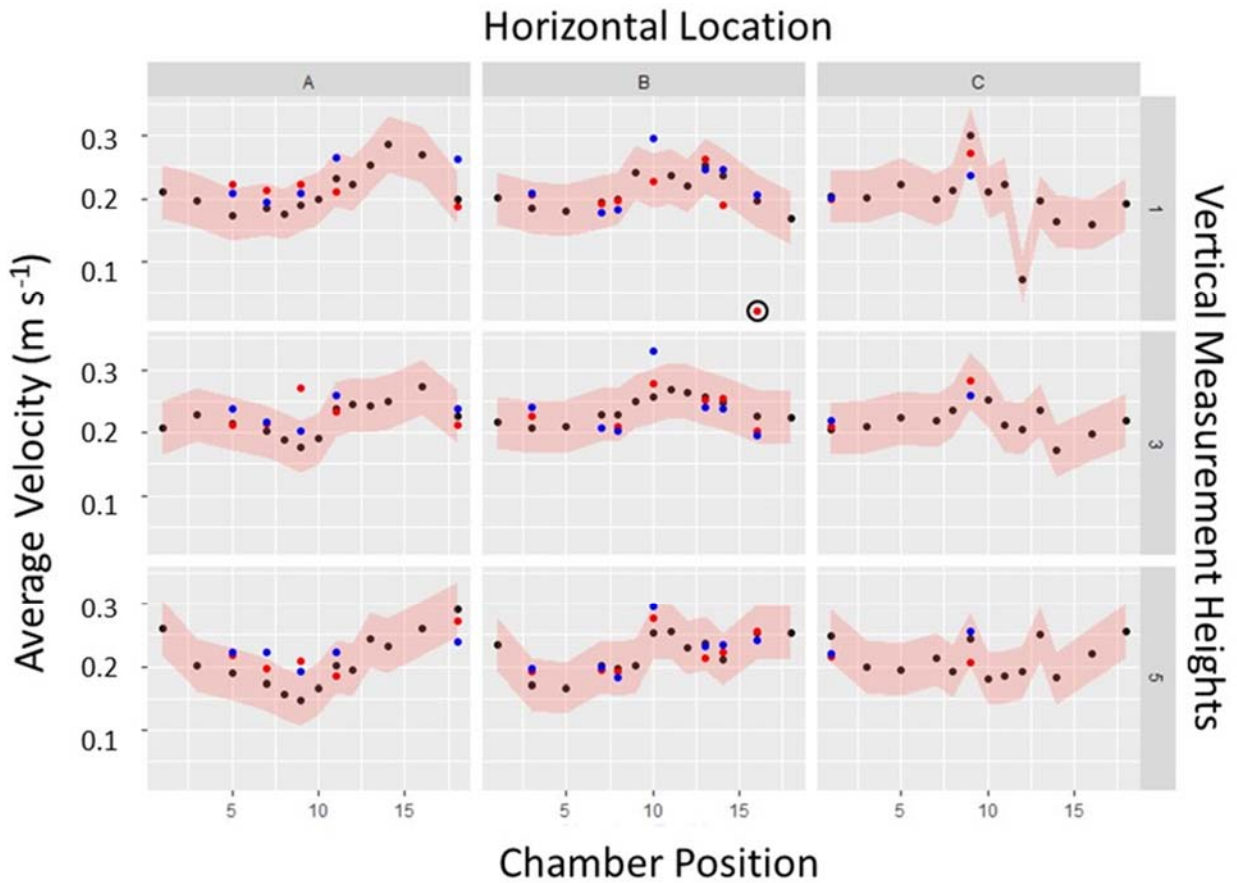 Horizontal Location
A B C
0.3
0.2
0.1
1
0.3
0.2
0.1
3
0.3
0.2
0.1
5
5 10 15 5 10 15 5 10 15
Chamber Position
Average Velocity (m s⁻¹)
Vertical Measurement Heights